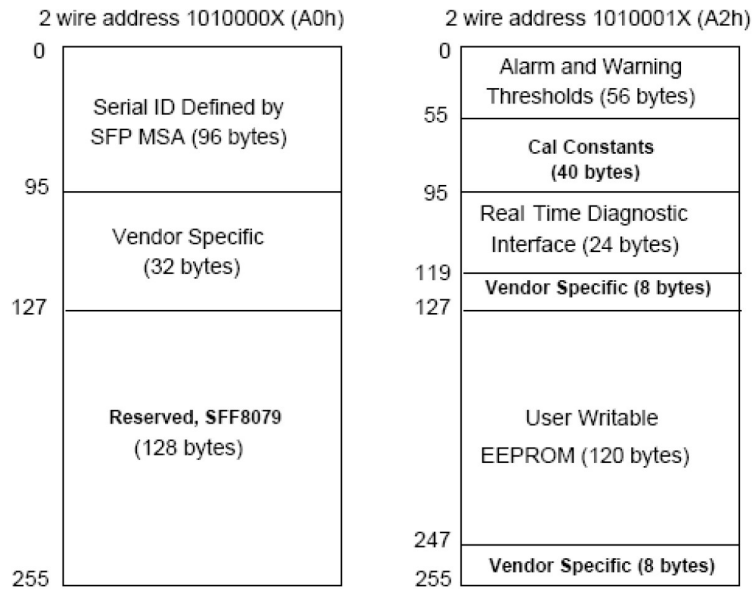 2 wire address 1010000X (A0h)
0
Serial ID Defined by
SFP MSA (96 bytes)
95
Vendor Specific
(32 bytes)
127
Reserved, SFF8079
(128 bytes)
255
2 wire address 1010001X (A2h)
0
Alarm and Warning
Thresholds (56 bytes)
55
Cal Constants
(40 bytes)
95
Real Time Diagnostic
Interface (24 bytes)
119
Vendor Specific (8 bytes)
127
User Writable
EEPROM (120 bytes)
247
Vendor Specific (8 bytes)
255